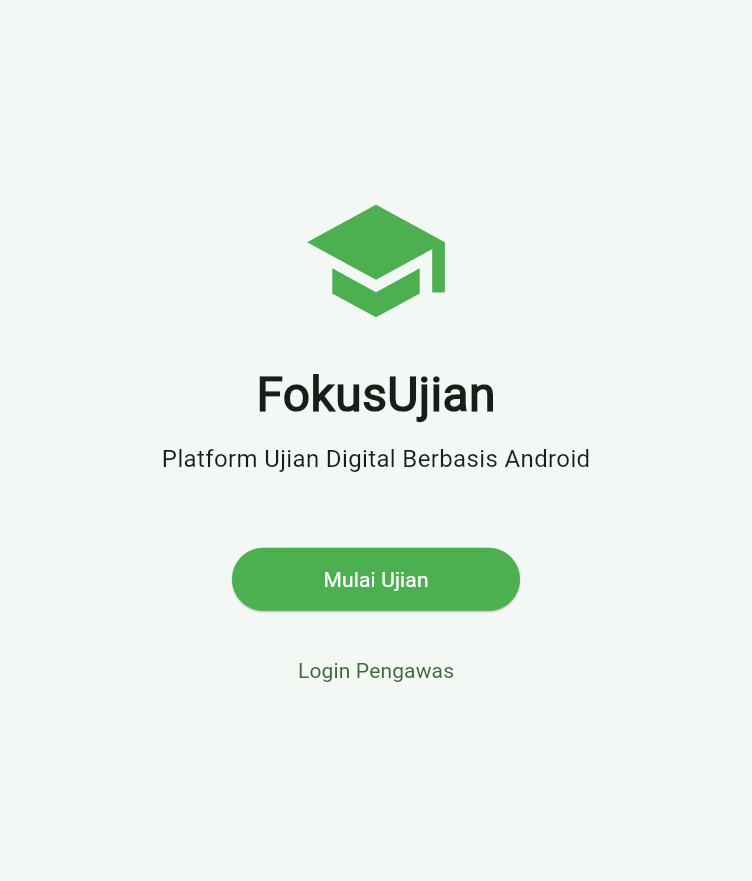 FokusUjian
Platform Ujian Digital Berbasis Android
Mulai Ujian
Login Pengawas